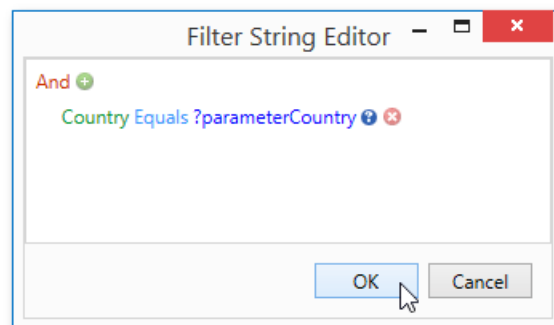 Filter String Editor
And
Country Equals ?parameterCountry
OK Cancel